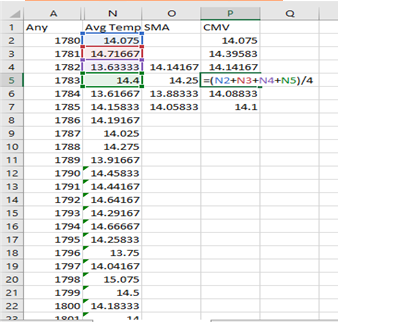 A N O P Q
1 Any Avg Temp SMA CMV
2 1780 14.075 14.075
3 1781 14.71667 14.39583
4 1782 13.63333 14.14167 14.14167
5 1783 14.4 14.25 =(N2+N3+N4+N5)/4
6 1784 13.61667 13.88333 14.08833
7 1785 14.15833 14.05833 14.1
8 1786 14.19167
9 1787 14.025
10 1788 14.275
11 1789 13.91667
12 1790 14.45833
13 1791 14.44167
14 1792 14.64167
15 1793 14.29167
16 1794 14.66667
17 1795 14.25833
18 1796 13.75
19 1797 14.04167
20 1798 15.075
21 1799 14.5
22 1800 14.18333
23 1801 14